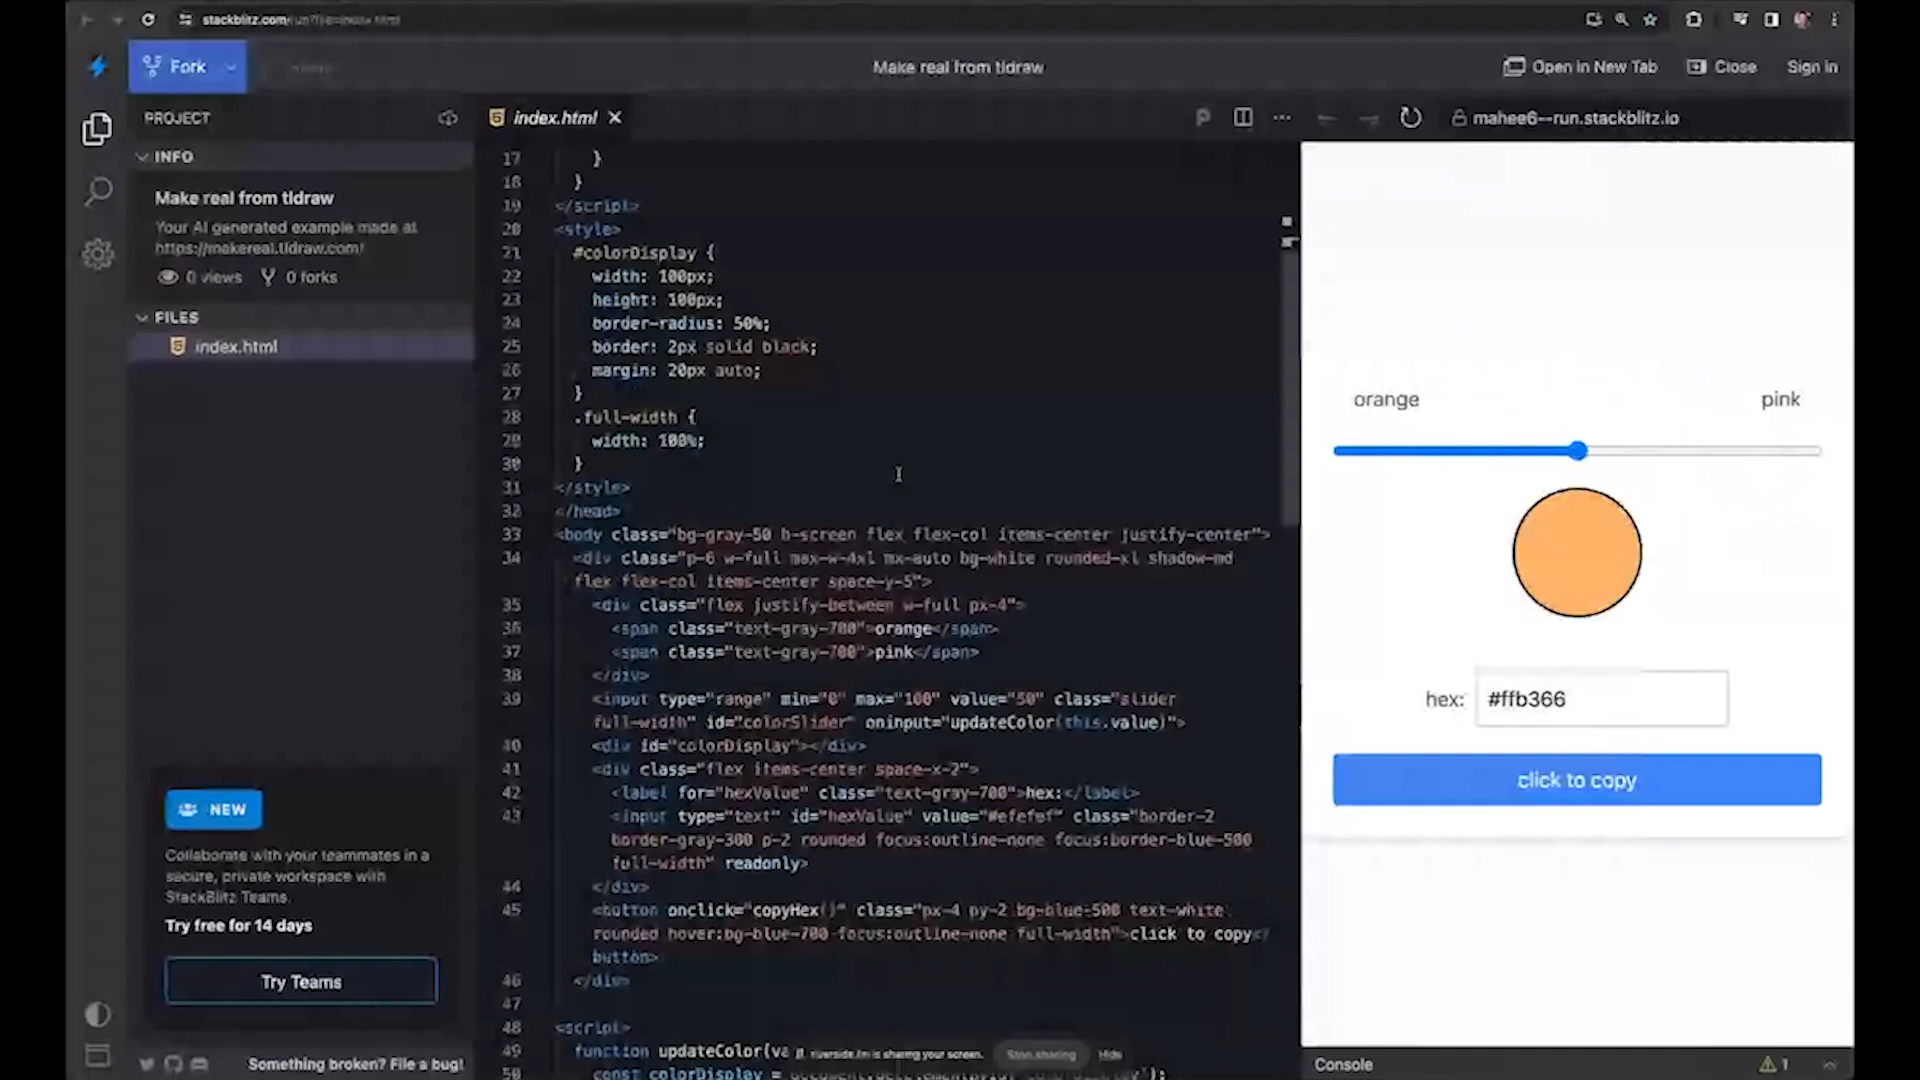 stackblitz.com/run?file=index.html
Fork
Make real from tldraw
Open in New Tab
Close
Sign in
PROJECT
index.html
mahee6--run.stackblitz.io
INFO
Make real from tldraw
Your AI generated example made at
https://makereal.tldraw.com/
0 views
0 forks
FILES
index.html
NEW
Collaborate with your teammates in a
secure, private workspace with
StackBlitz Teams.
Try free for 14 days
Try Teams
Something broken? File a bug!
17 }
18 }
19 </script>
20 <style>
21 #colorDisplay {
22 width: 100px;
23 height: 100px;
24 border-radius: 50%;
25 border: 2px solid black;
26 margin: 20px auto;
27 }
28 .full-width {
29 width: 100%;
30 }
31 </style>
32 </head>
33 <body class="bg-gray-50 h-screen flex flex-col items-center justify-center">
34 <div class="p-6 w-full max-w-4xl mx-auto bg-white rounded-xl shadow-md
flex flex-col items-center space-y-5">
35 <div class="flex justify-between w-full px-4">
36 <span class="text-gray-700">orange</span>
37 <span class="text-gray-700">pink</span>
38 </div>
39 <input type="range" min="0" max="100" value="50" class="slider
full-width" id="colorSlider" oninput="updateColor(this.value)">
40 <div id="colorDisplay"></div>
41 <div class="flex items-center space-x-2">
42 <label for="hexValue" class="text-gray-700">hex:</label>
43 <input type="text" id="hexValue" value="#efefef" class="border-2
border-gray-300 p-2 rounded focus:outline-none focus:border-blue-500
full-width" readonly>
44 </div>
45 <button onclick="copyHex()" class="px-4 py-2 bg-blue-500 text-white
rounded hover:bg-blue-700 focus:outline-none full-width">click to copy</
button>
46 </div>
47
48 <script>
49 function updateColor(va
50 const colorDisplay =
riverside.fm is sharing your screen.
Stop sharing
Hide
orange
pink
hex:
#ffb366
click to copy
Console
1